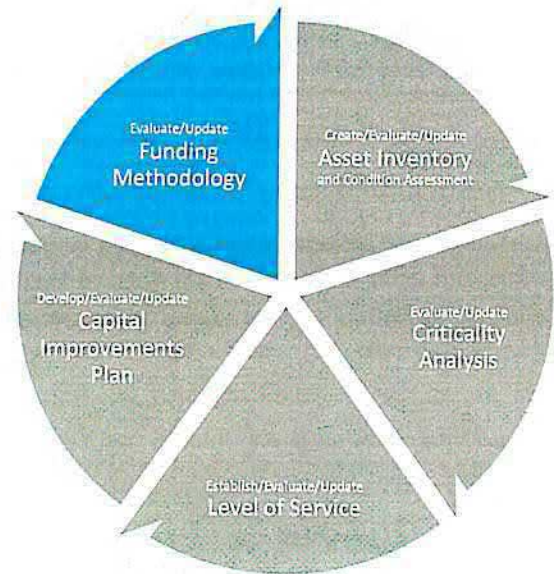 Evaluate/Update
Funding
Methodology
Create/Evaluate/Update
Asset Inventory
and Condition Assessment
Evaluate/Update
Criticality
Analysis
Establish/Evaluate/Update
Level of Service
Develop/Evaluate/Update
Capital
Improvements
Plan